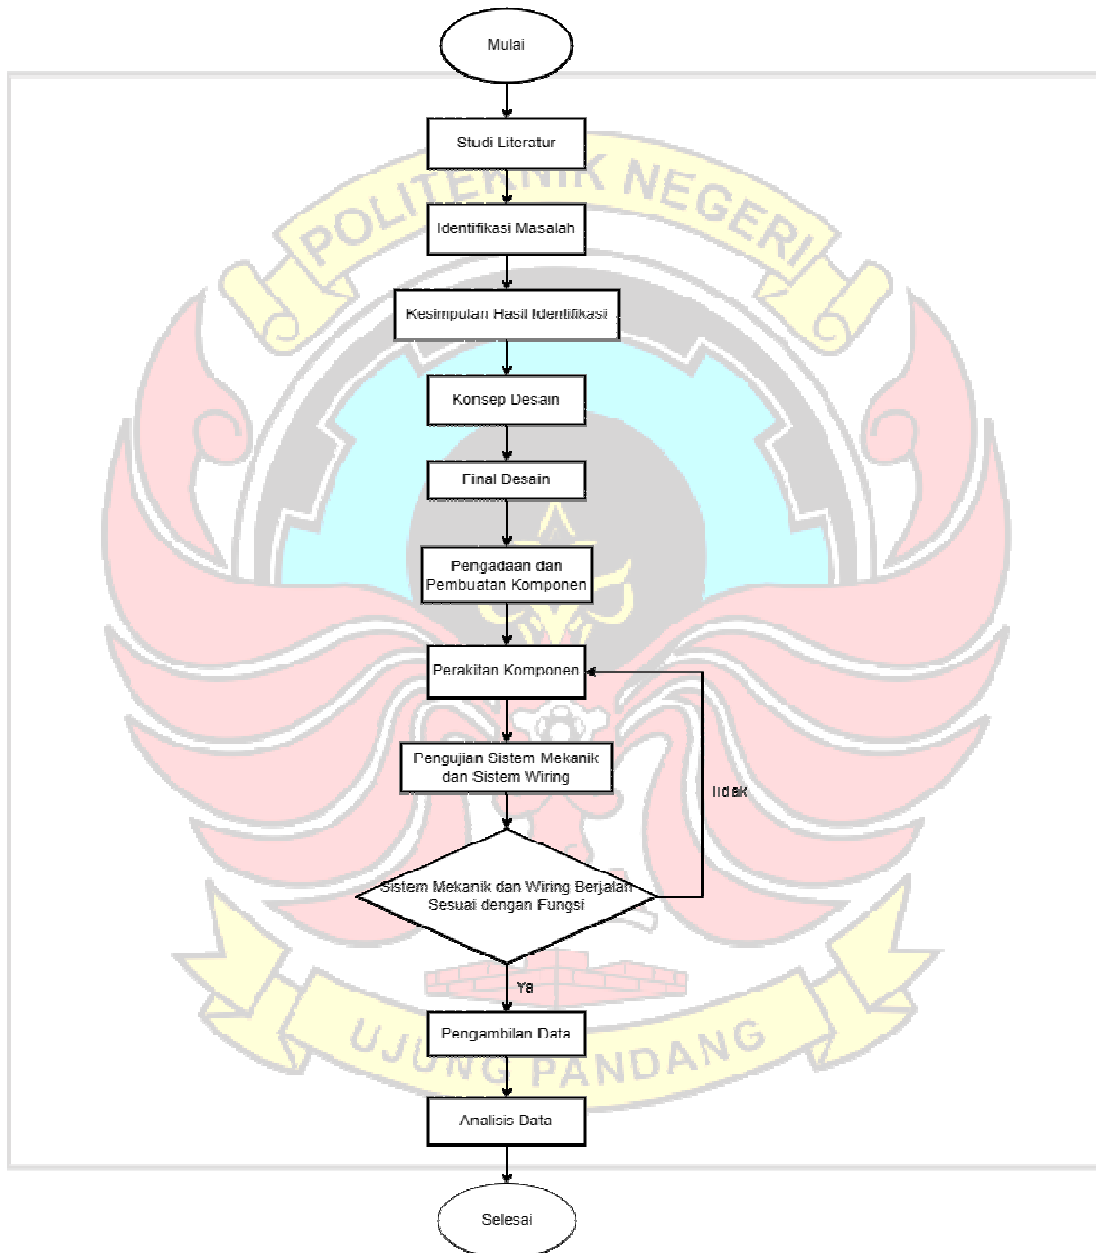 Mulai
Studi Literatur
POLITEKNIK NEGERI
Identifikasi Masalah
Kesimpulan Hasil Identifikasi
Konsep Desain
Final Desain
Pengadaan dan
Pembuatan Komponen
Perakitan Komponen
Pengujian Sistem Mekanik
dan Sistem Wiring
Tidak
Sistem Mekanik dan Wiring Berjalan
Sesuai dengan Fungsi
Ya
Pengambilan Data
UJUNG PANDANG
Analisis Data
Selesai